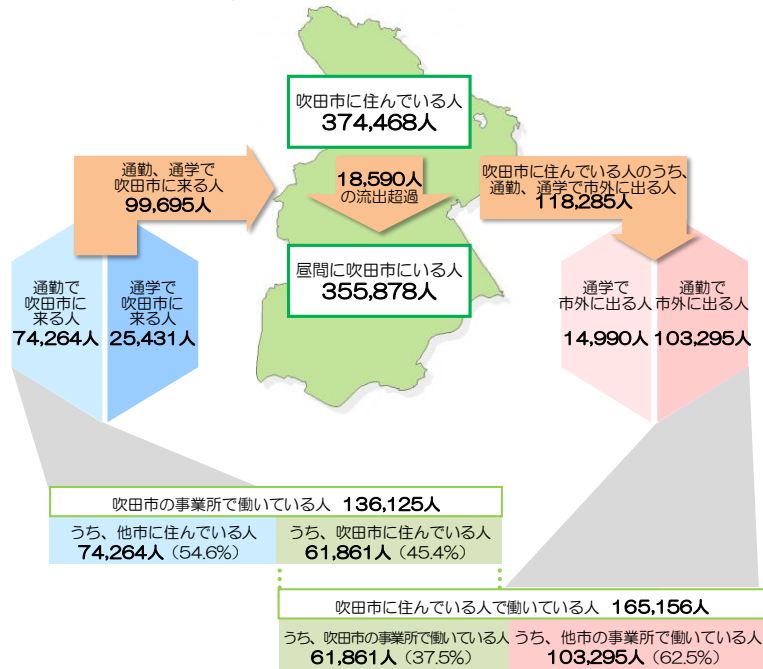 吹田市に住んでいる人
374,468人
通勤、通学で
吹田市に来る人
99,695人
18,590人
の流出超過
吹田市に住んでいる人のうち、
通勤、通学で市外に出る人
118,285人
昼間に吹田市にいる人
355,878人
通勤で
吹田市に
来る人
74,264人
通学で
吹田市に
来る人
25,431人
通学で
市外に出る人
14,990人
通勤で
市外に出る人
103,295人
吹田市の事業所で働いている人 136,125人
うち、他市に住んでいる人
74,264人（54.6%）
うち、吹田市に住んでいる人
61,861人（45.4%）
吹田市に住んでいる人で働いている人 165,156人
うち、吹田市の事業所で働いている人
61,861人（37.5%）
うち、他市の事業所で働いている人
103,295人（62.5%）